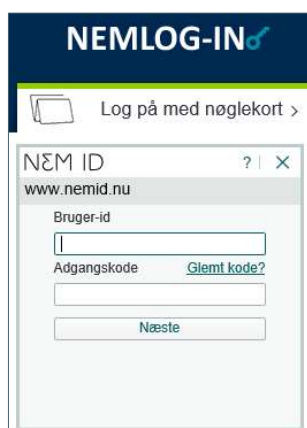 NEMLOG-IN
Log på med nøglekort >
NEM ID ? | X
www.nemid.nu
Bruger-id
Adgangskode Glemt kode?
Næste